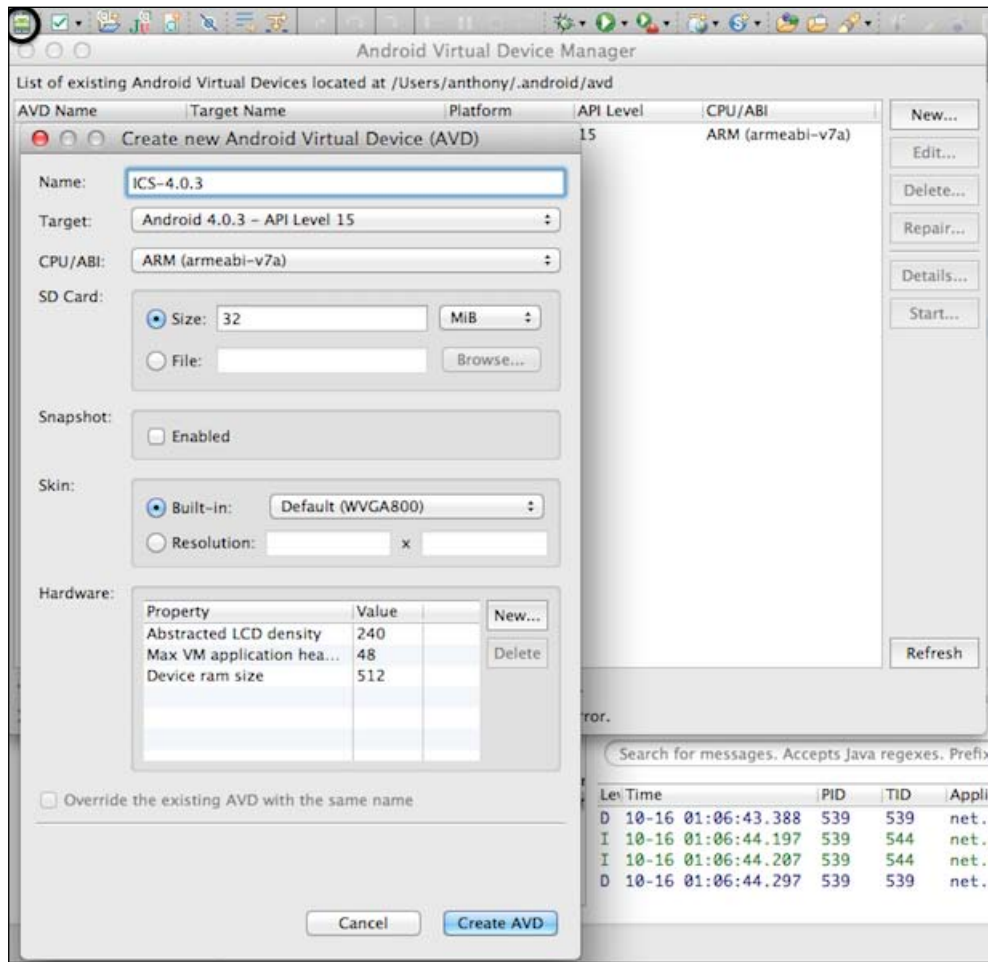 Android Virtual Device Manager
List of existing Android Virtual Devices located at /Users/anthony/.android/avd
AVD Name Target Name Platform API Level CPU/ABI
15 ARM (armeabi-v7a)
New...
Edit...
Delete...
Repair...
Details...
Start...
Refresh
Create new Android Virtual Device (AVD)
Name: ICS-4.0.3
Target: Android 4.0.3 - API Level 15
CPU/ABI: ARM (armeabi-v7a)
SD Card:
Size: 32 MiB
File: Browse...
Snapshot:
Enabled
Skin:
Built-in: Default (WVGA800)
Resolution: x
Hardware:
Property Value
Abstracted LCD density 240
Max VM application hea... 48
Device ram size 512
New...
Delete
Override the existing AVD with the same name
Cancel Create AVD
rror.
Search for messages. Accepts Java regexes. Prefix
Time PID TID Appli
D 10-16 01:06:43.388 539 539 net.
I 10-16 01:06:44.197 539 544 net.
I 10-16 01:06:44.207 539 544 net.
D 10-16 01:06:44.297 539 539 net.